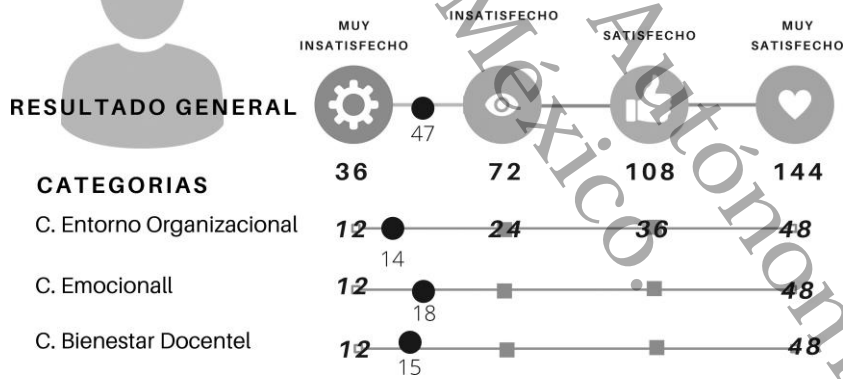 MUY
INSATISFECHO
INSATISFECHO
SATISFECHO
MUY
SATISFECHO
RESULTADO GENERAL
47
36 72 108 144
CATEGORIAS
C. Entorno Organizacional 12 24 36 48
14
C. Emocionall 12 48
18
C. Bienestar Docentel 12 48
15
México.